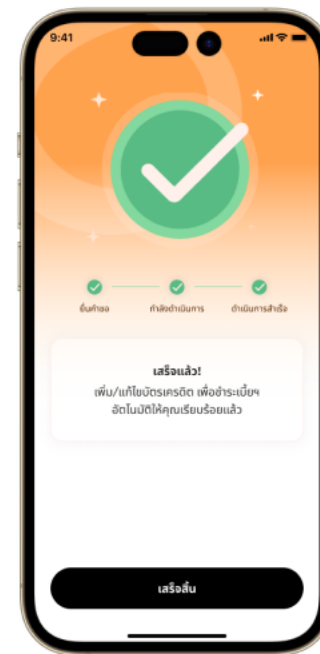 9:41
ยื่นคำขอ กำลังดำเนินการ ดำเนินการสำเร็จ
เสร็จแล้ว!
เพิ่ม/แก้ไขบัตรเครดิต เพื่อชำระเบี้ยฯ
อัตโนมัติให้คุณเรียบร้อยแล้ว
เสร็จสิ้น